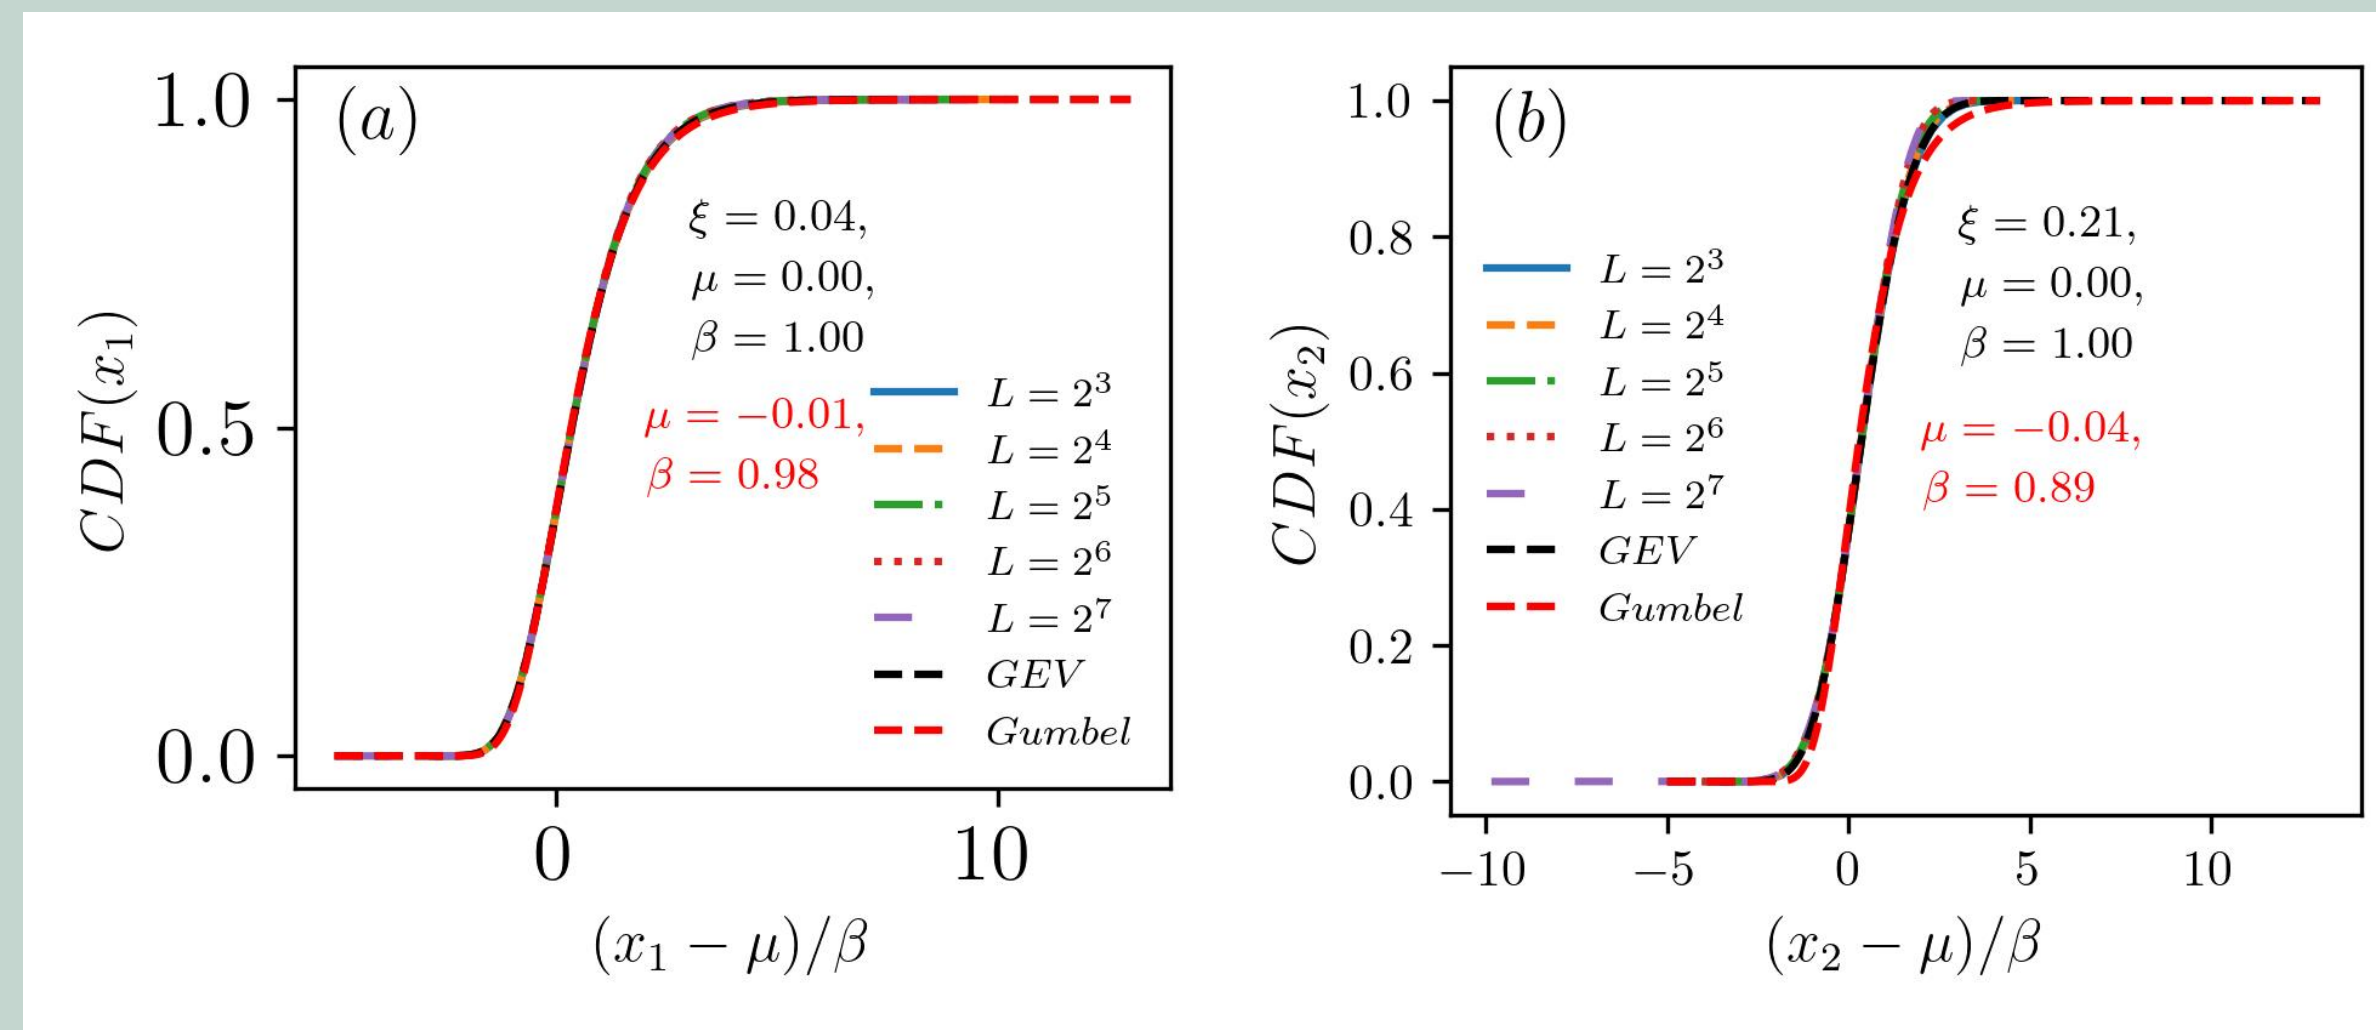 (a)
1.0
0.5
0.0
CDF(x₁)
ξ = 0.04,
μ = 0.00,
β = 1.00
μ = −0.01,
β = 0.98
L = 2³
L = 2⁴
L = 2⁵
L = 2⁶
L = 2⁷
GEV
Gumbel
0 10
(x₁ − μ)/β
(b)
1.0
0.8
0.6
0.4
0.2
0.0
CDF(x₂)
L = 2³
L = 2⁴
L = 2⁵
L = 2⁶
L = 2⁷
GEV
Gumbel
ξ = 0.21,
μ = 0.00,
β = 1.00
μ = −0.04,
β = 0.89
−10 −5 0 5 10
(x₂ − μ)/β